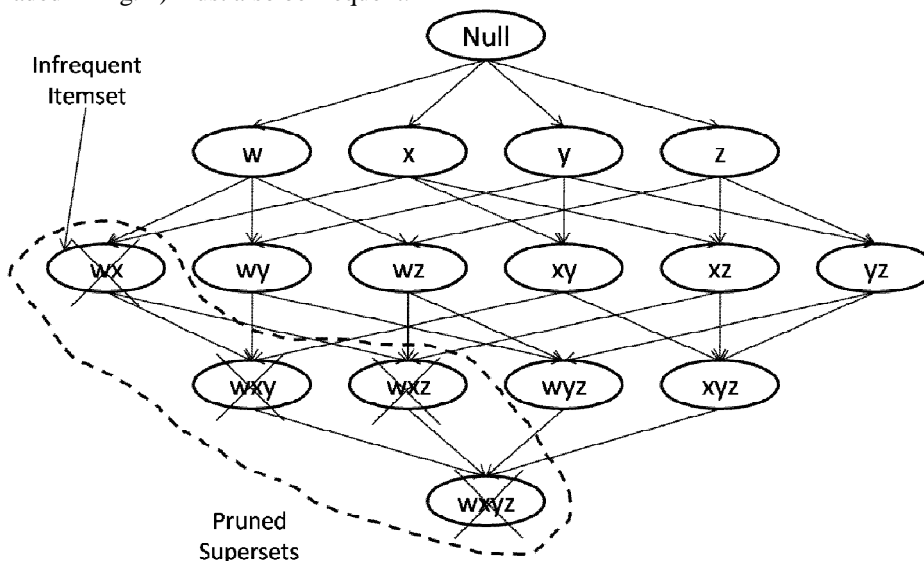 Null
Infrequent
Itemset
w x y z
wx wy wz xy xz yz
wxy wxz wyz xyz
wxyz
Pruned
Supersets